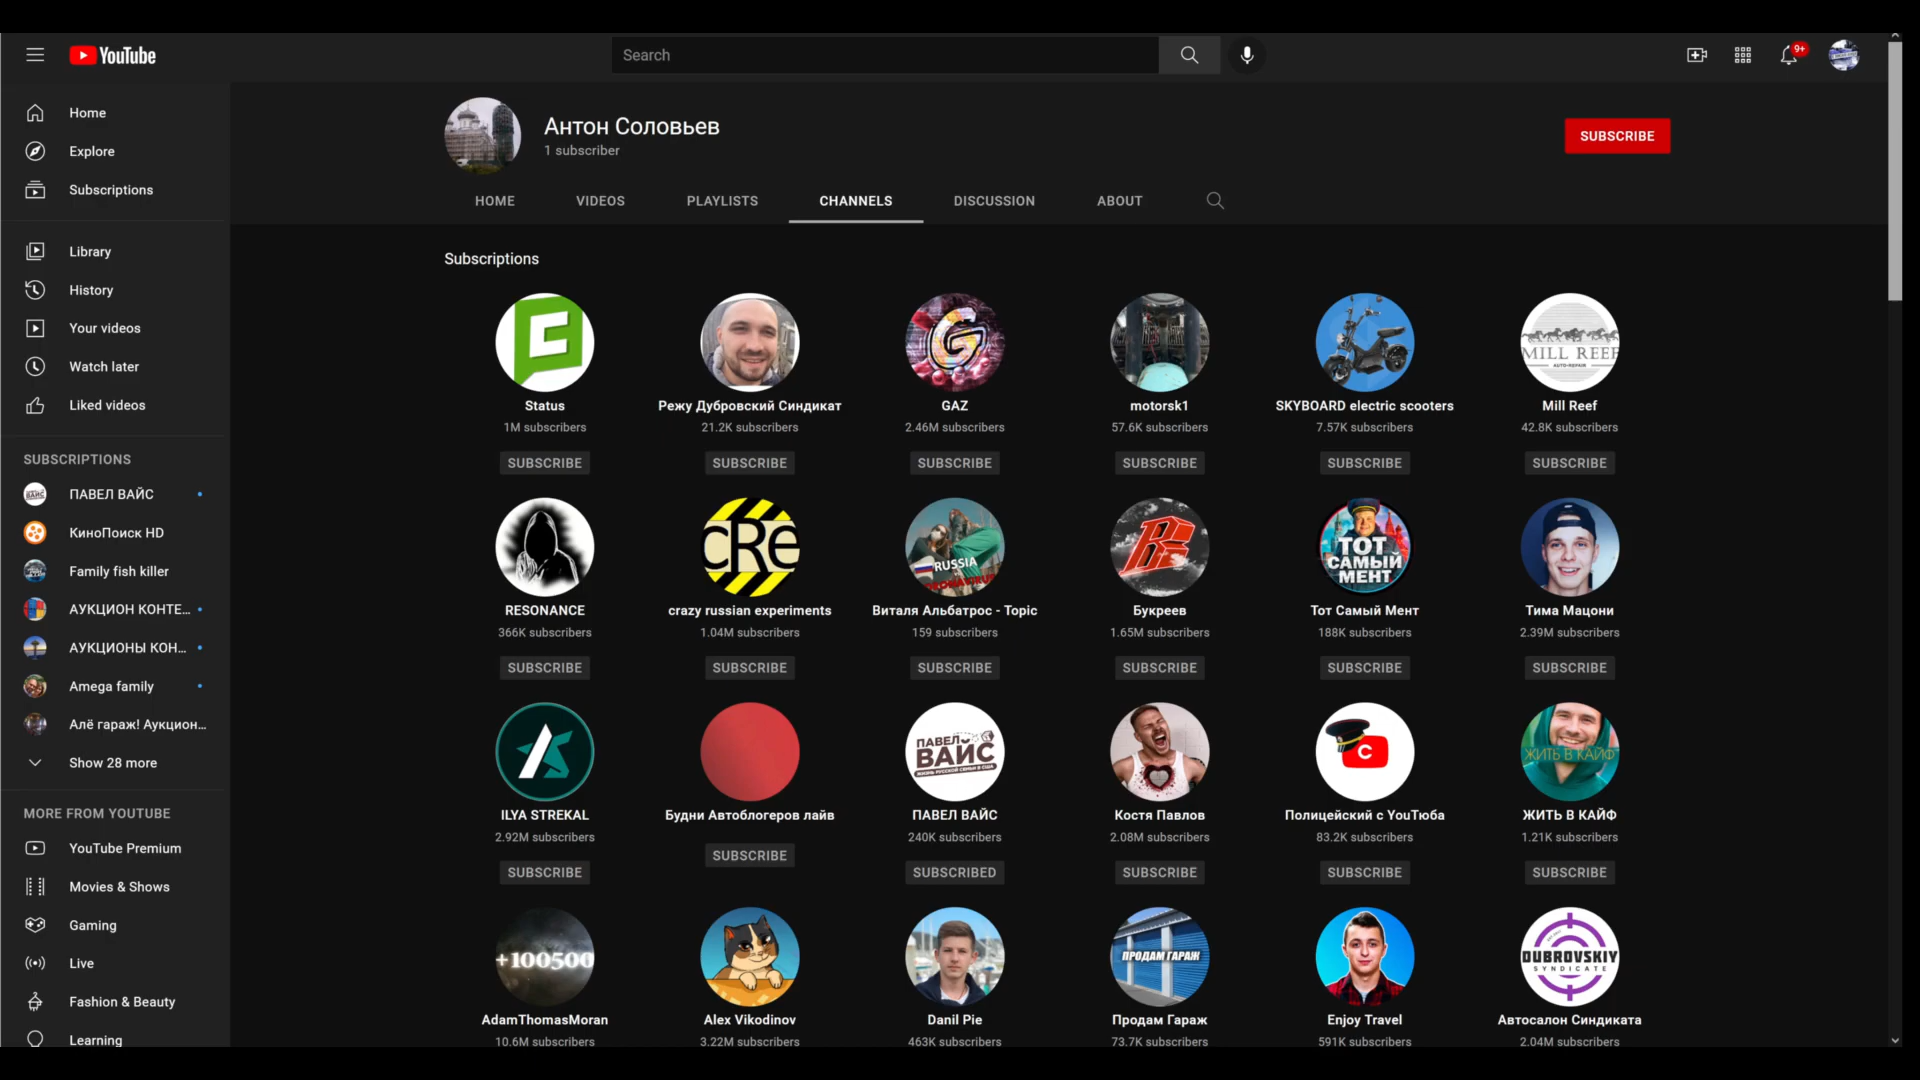 YouTube
Search
9+
Home
Explore
Subscriptions
Library
History
Your videos
Watch later
Liked videos
SUBSCRIPTIONS
ПАВЕЛ ВАЙС
КиноПоиск HD
Family fish killer
АУКЦИОН КОНТЕ...
АУКЦИОНЫ КОН...
Amega family
Алё гараж! Аукцион...
Show 28 more
MORE FROM YOUTUBE
YouTube Premium
Movies & Shows
Gaming
Live
Fashion & Beauty
Learning
Антон Соловьев
1 subscriber
SUBSCRIBE
HOME VIDEOS PLAYLISTS CHANNELS DISCUSSION ABOUT
Subscriptions
MILL REEF
AUTO-REPAIR
Status Режу Дубровский Синдикат GAZ motorsk1 SKYBOARD electric scooters Mill Reef
1M subscribers 21.2K subscribers 2.46M subscribers 57.6K subscribers 7.57K subscribers 42.8K subscribers
SUBSCRIBE SUBSCRIBE SUBSCRIBE SUBSCRIBE SUBSCRIBE SUBSCRIBE
CRe
RUSSIA
ТОТ
САМЫЙ
МЕНТ
RESONANCE crazy russian experiments Виталя Альбатрос - Topic Букреев Тот Самый Мент Тима Мацони
366K subscribers 1.04M subscribers 159 subscribers 1.65M subscribers 188K subscribers 2.39M subscribers
SUBSCRIBE SUBSCRIBE SUBSCRIBE SUBSCRIBE SUBSCRIBE SUBSCRIBE
ПАВЕЛ
ВАЙС
ЖИЗНЬ РУССКОЙ СЕМЬИ В США
C
ЖИТЬ В КАЙФ
ILYA STREKAL Будни Автоблогеров лайв ПАВЕЛ ВАЙС Костя Павлов Полицейский с YouТюба ЖИТЬ В КАЙФ
2.92M subscribers 240K subscribers 2.08M subscribers 83.2K subscribers 1.21K subscribers
SUBSCRIBE SUBSCRIBE SUBSCRIBED SUBSCRIBE SUBSCRIBE SUBSCRIBE
+100500
ПРОДАМ ГАРАЖ
DUBROVSKIY
SYNDICATE
AdamThomasMoran Alex Vikodinov Danil Pie Продам Гараж Enjoy Travel Автосалон Синдиката
10.6M subscribers 3.22M subscribers 463K subscribers 73.7K subscribers 591K subscribers 2.04M subscribers